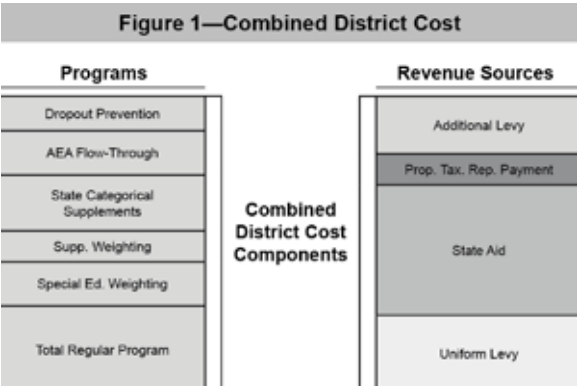 Figure 1—Combined District Cost
Programs
Dropout Prevention
AEA Flow-Through
State Categorical
Supplements
Supp. Weighting
Special Ed. Weighting
Total Regular Program
Combined
District Cost
Components
Revenue Sources
Additional Levy
Prop. Tax. Rep. Payment
State Aid
Uniform Levy